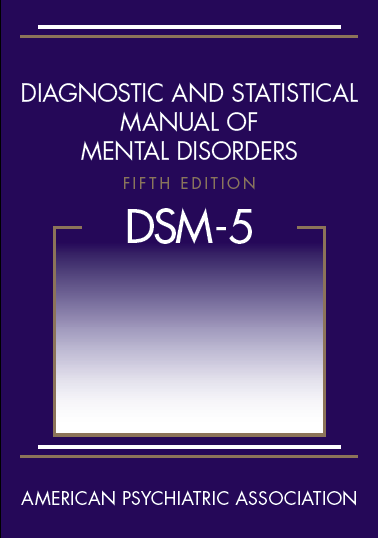 DIAGNOSTIC AND STATISTICAL
MANUAL OF
MENTAL DISORDERS
FIFTH EDITION
DSM-5
AMERICAN PSYCHIATRIC ASSOCIATION